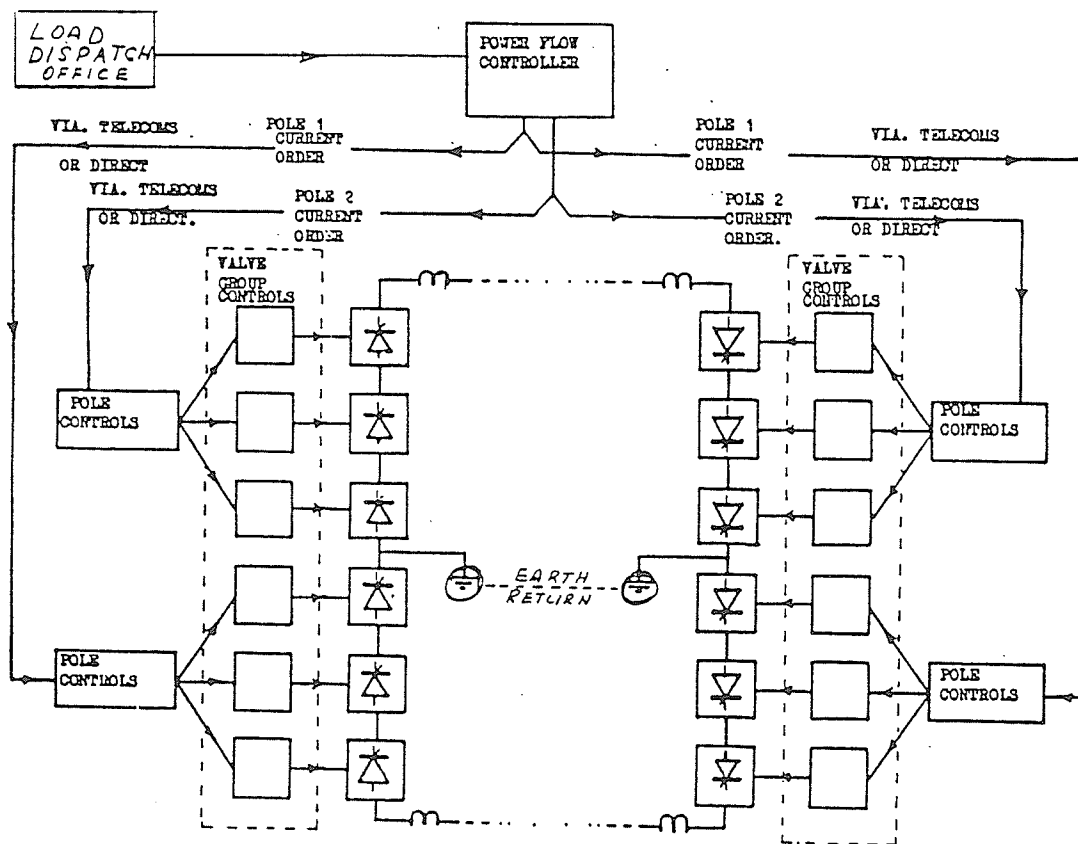 LOAD
DISPATCH
OFFICE
POWER FLOW
CONTROLLER
VIA. TELECOMS
OR DIRECT
POLE 1
CURRENT
ORDER
POLE 1
CURRENT
ORDER
VIA. TELECOMS
OR DIRECT
VIA. TELECOMS
OR DIRECT.
POLE 2
CURRENT
ORDER
POLE 2
CURRENT
ORDER.
VIA. TELECOMS
OR DIRECT
VALVE
GROUP
CONTROLS
VALVE
GROUP
CONTROLS
POLE
CONTROLS
POLE
CONTROLS
EARTH
RETURN
POLE
CONTROLS
POLE
CONTROLS